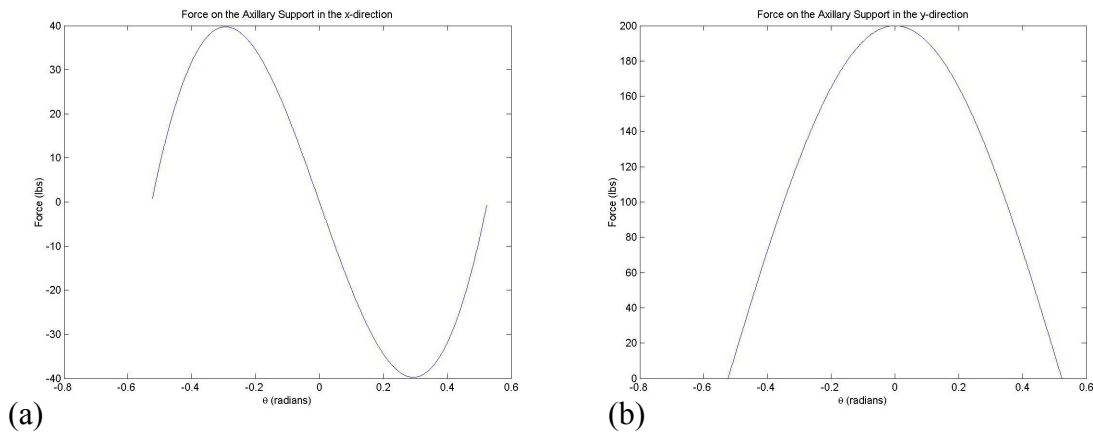 Force on the Axillary Support in the x-direction
40
30
20
10
0
-10
-20
-30
-40
Force (lbs)
-0.8 -0.6 -0.4 -0.2 0 0.2 0.4 0.6
θ (radians)
(a)
Force on the Axillary Support in the y-direction
200
180
160
140
120
100
80
60
40
20
0
Force (lbs)
-0.8 -0.6 -0.4 -0.2 0 0.2 0.4 0.6
θ (radians)
(b)